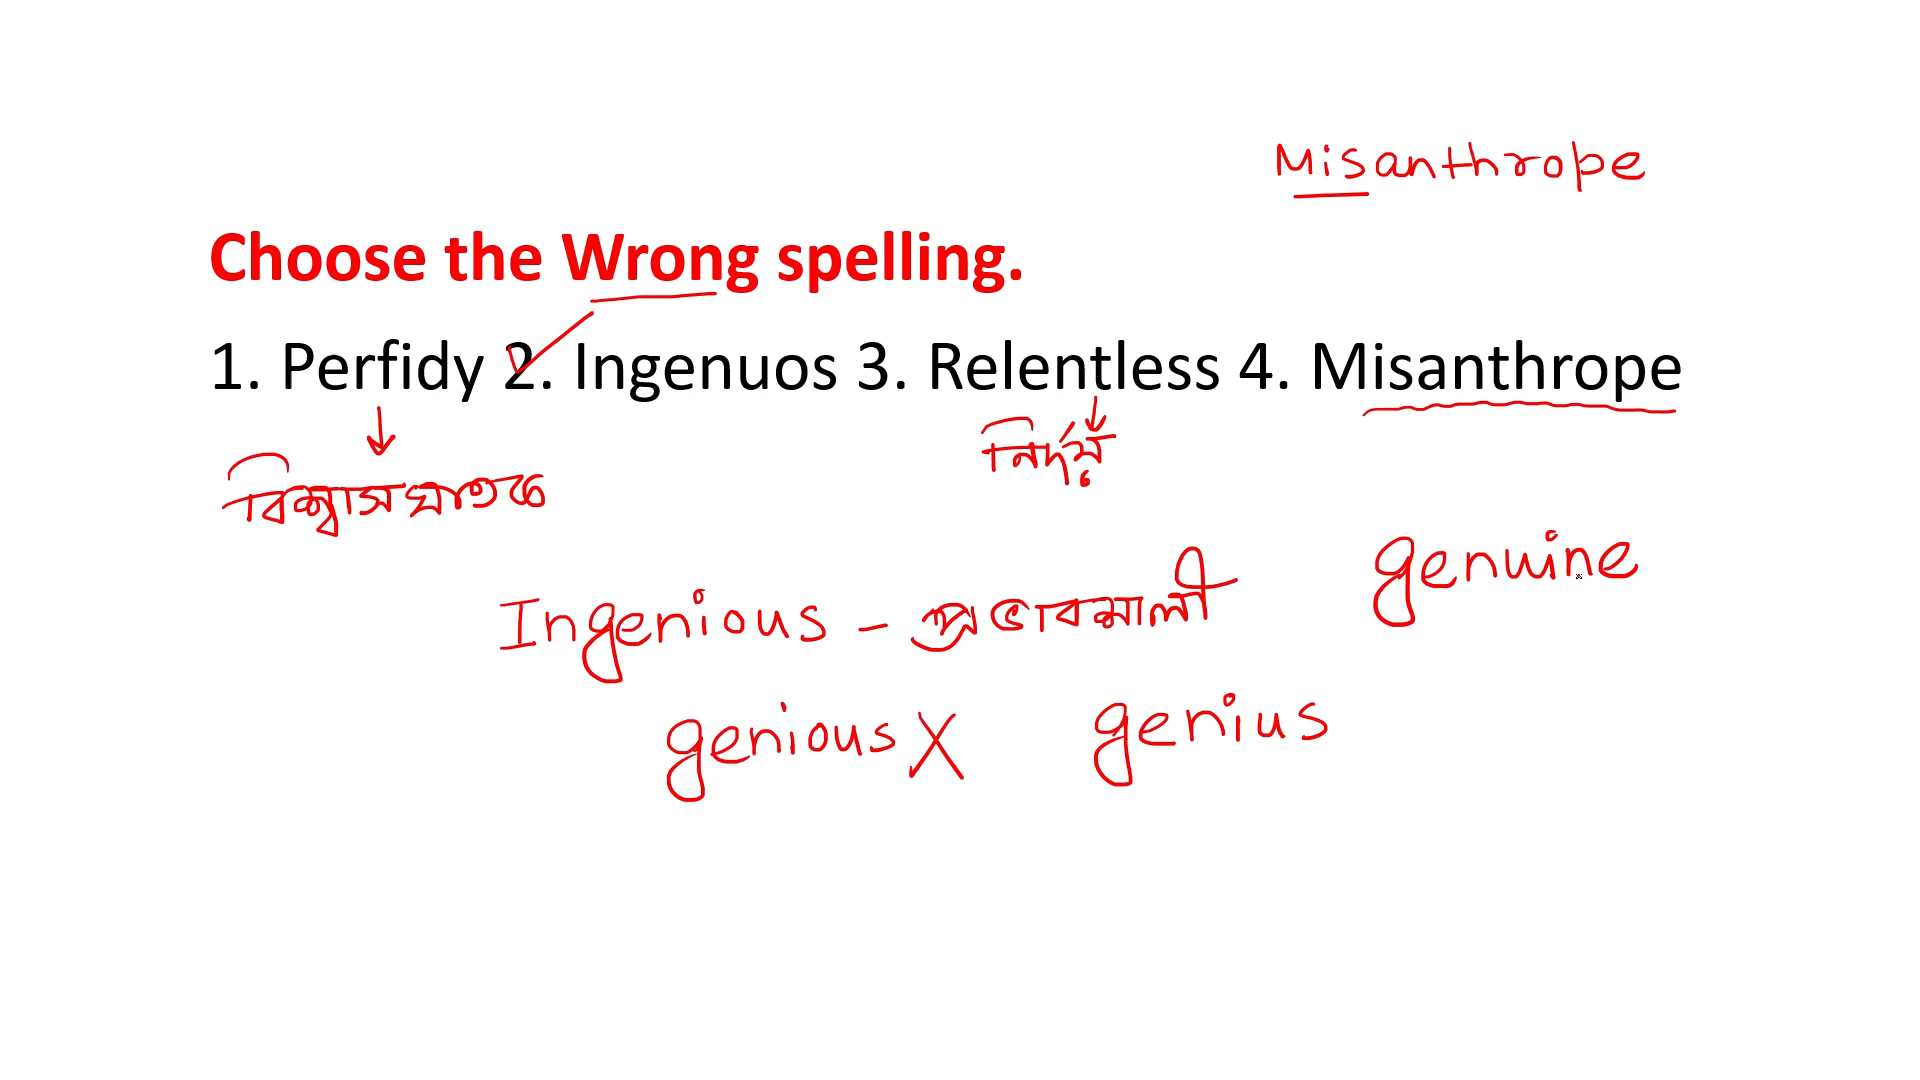 Misanthrope
Choose the Wrong spelling.
1. Perfidy 2. Ingenuos 3. Relentless 4. Misanthrope
নির্দয়
বিশ্বাসঘাতক
genuine
Ingenious - প্রভাবশালী
genious X genius